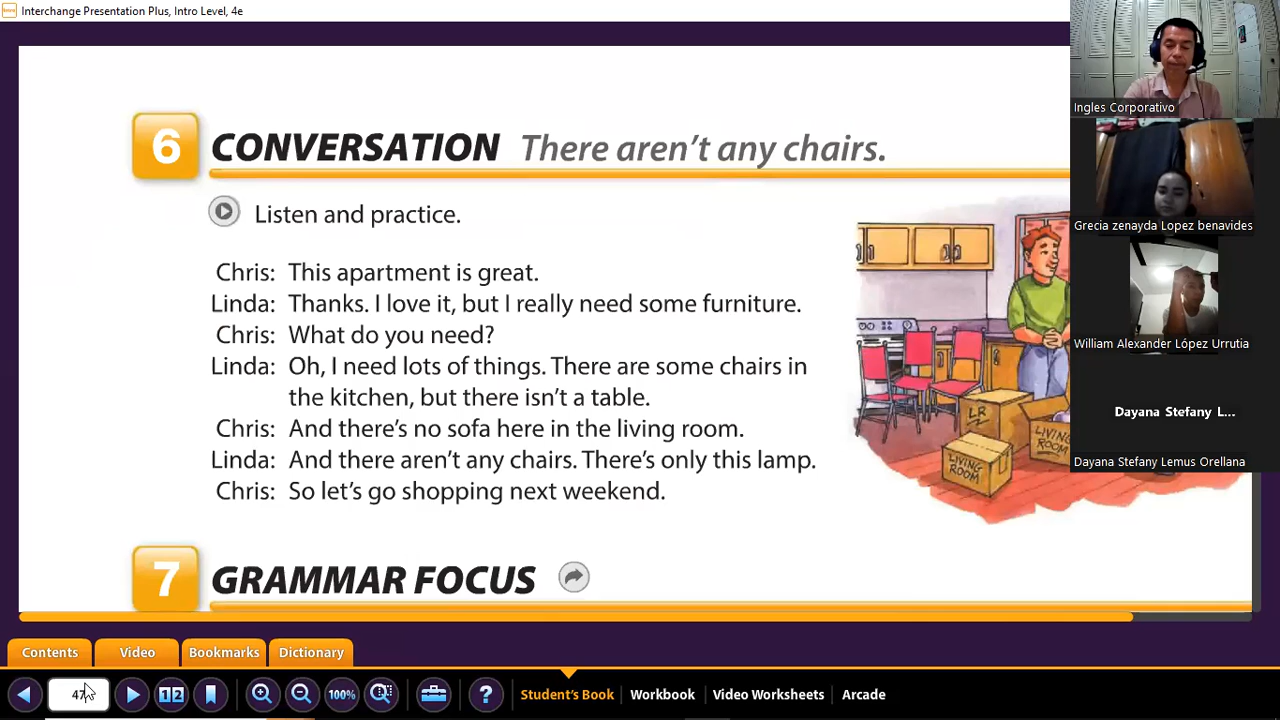 Interchange Presentation Plus, Intro Level, 4e
6 CONVERSATION There aren't any chairs.
Listen and practice.
Chris: This apartment is great.
Linda: Thanks. I love it, but I really need some furniture.
Chris: What do you need?
Linda: Oh, I need lots of things. There are some chairs in
the kitchen, but there isn't a table.
Chris: And there's no sofa here in the living room.
Linda: And there aren't any chairs. There's only this lamp.
Chris: So let's go shopping next weekend.
LR
LIVING
ROOM
LIVING
ROOM
7 GRAMMAR FOCUS
Ingles Corporativo
Grecia zenayda Lopez benavides
William Alexander López Urrutia
Dayana Stefany L...
Dayana Stefany Lemus Orellana
Contents Video Bookmarks Dictionary
47 1 2 100% ? Student's Book Workbook Video Worksheets Arcade